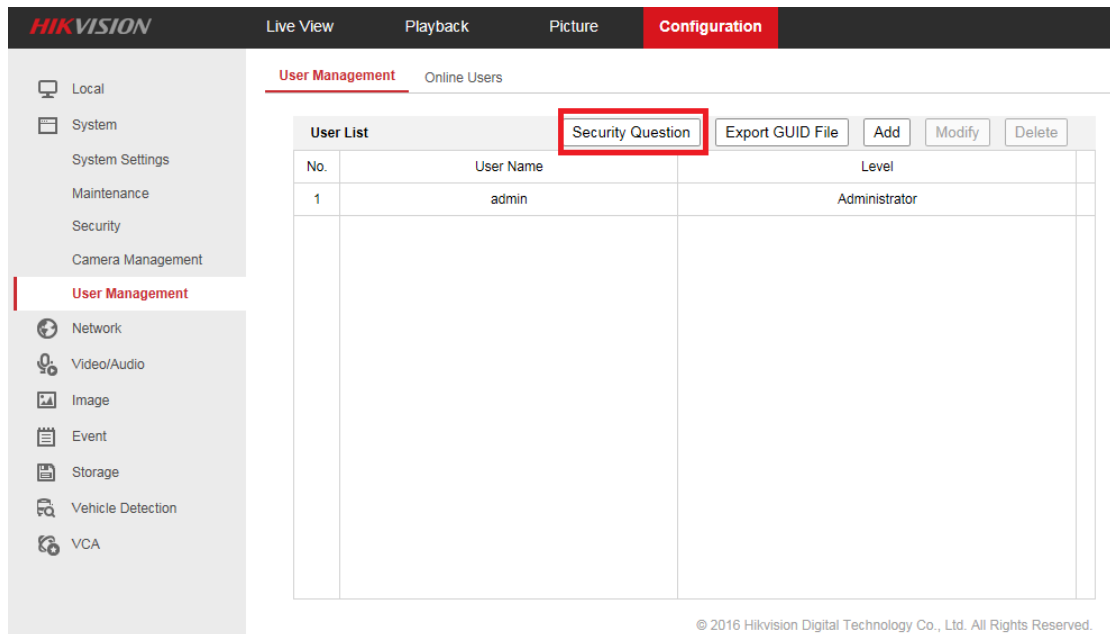 HIKVISION Live View Playback Picture Configuration
User Management Online Users
Local
System
System Settings
Maintenance
Security
Camera Management
User Management
Network
Video/Audio
Image
Event
Storage
Vehicle Detection
VCA
User List Security Question Export GUID File Add Modify Delete
No. User Name Level
1 admin Administrator
© 2016 Hikvision Digital Technology Co., Ltd. All Rights Reserved.